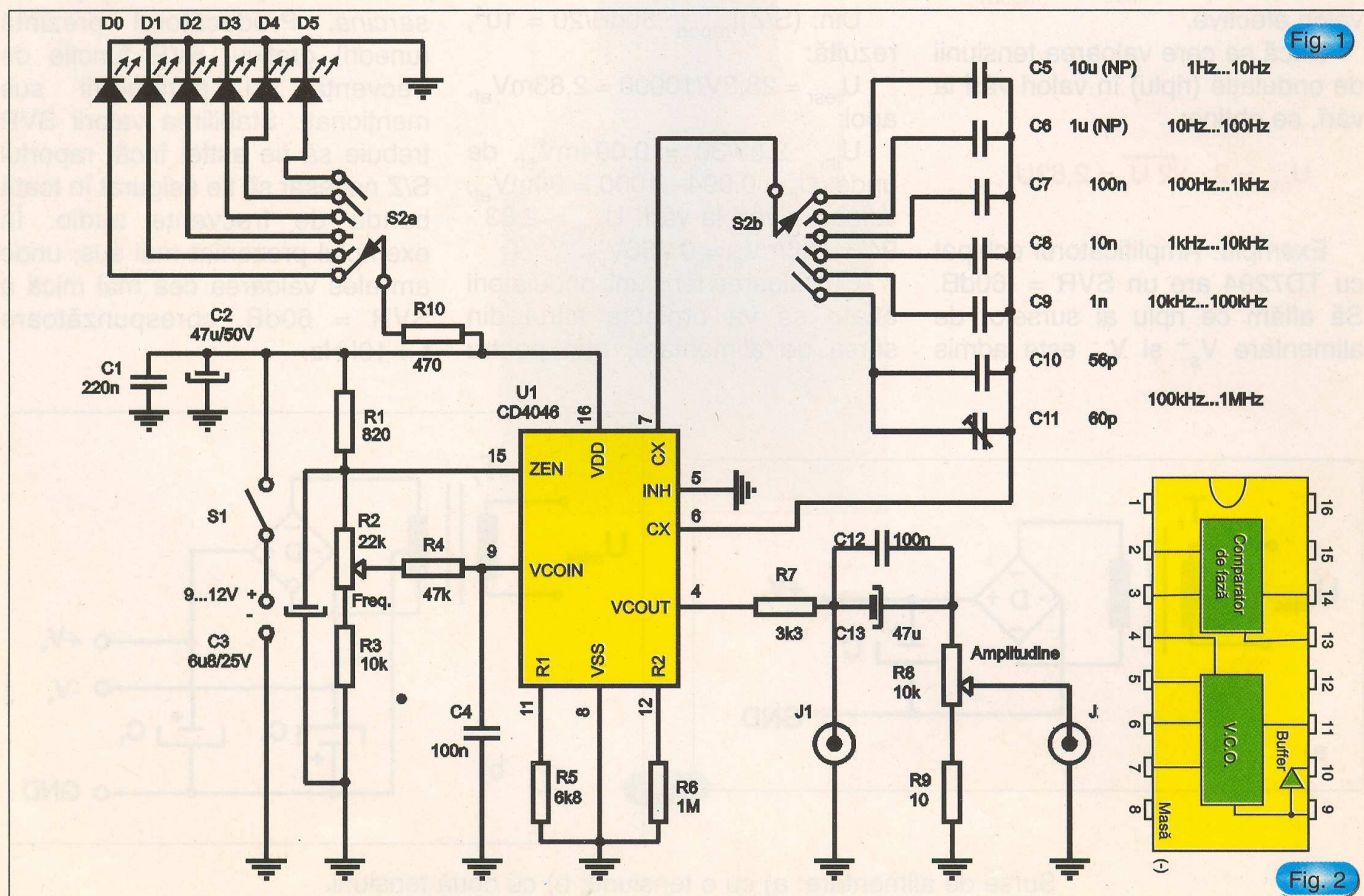 D0 D1 D2 D3 D4 D5
Fig. 1
C5 10u (NP) 1Hz...10Hz
C6 1u (NP) 10Hz...100Hz
C7 100n 100Hz...1kHz
C8 10n 1kHz...10kHz
C9 1n 10kHz...100kHz
C10 56p
100kHz...1MHz
C11 60p
S2a
S2b
R10
470
C2
47u/50V
C1
220n
R1
820
U1
CD4046
16
7
15
ZEN
VDD
CX
INH
5
CX
6
S1
R2
22k
Freq.
R4
47k
9
VCOIN
VCOUT
4
9...12V
+
-
C3
6u8/25V
R3
10k
R1
VSS
R2
11
8
12
C4
100n
R5
6k8
R6
1M
R7
3k3
C12
100n
C13
47u
Amplitudine
R8
10k
R9
10
J1
J
1
2
3
4
5
6
7
8
16
15
14
13
12
11
10
9
Comparator
de fază
V.C.O.
Buffer
Masă
(-)
Fig. 2